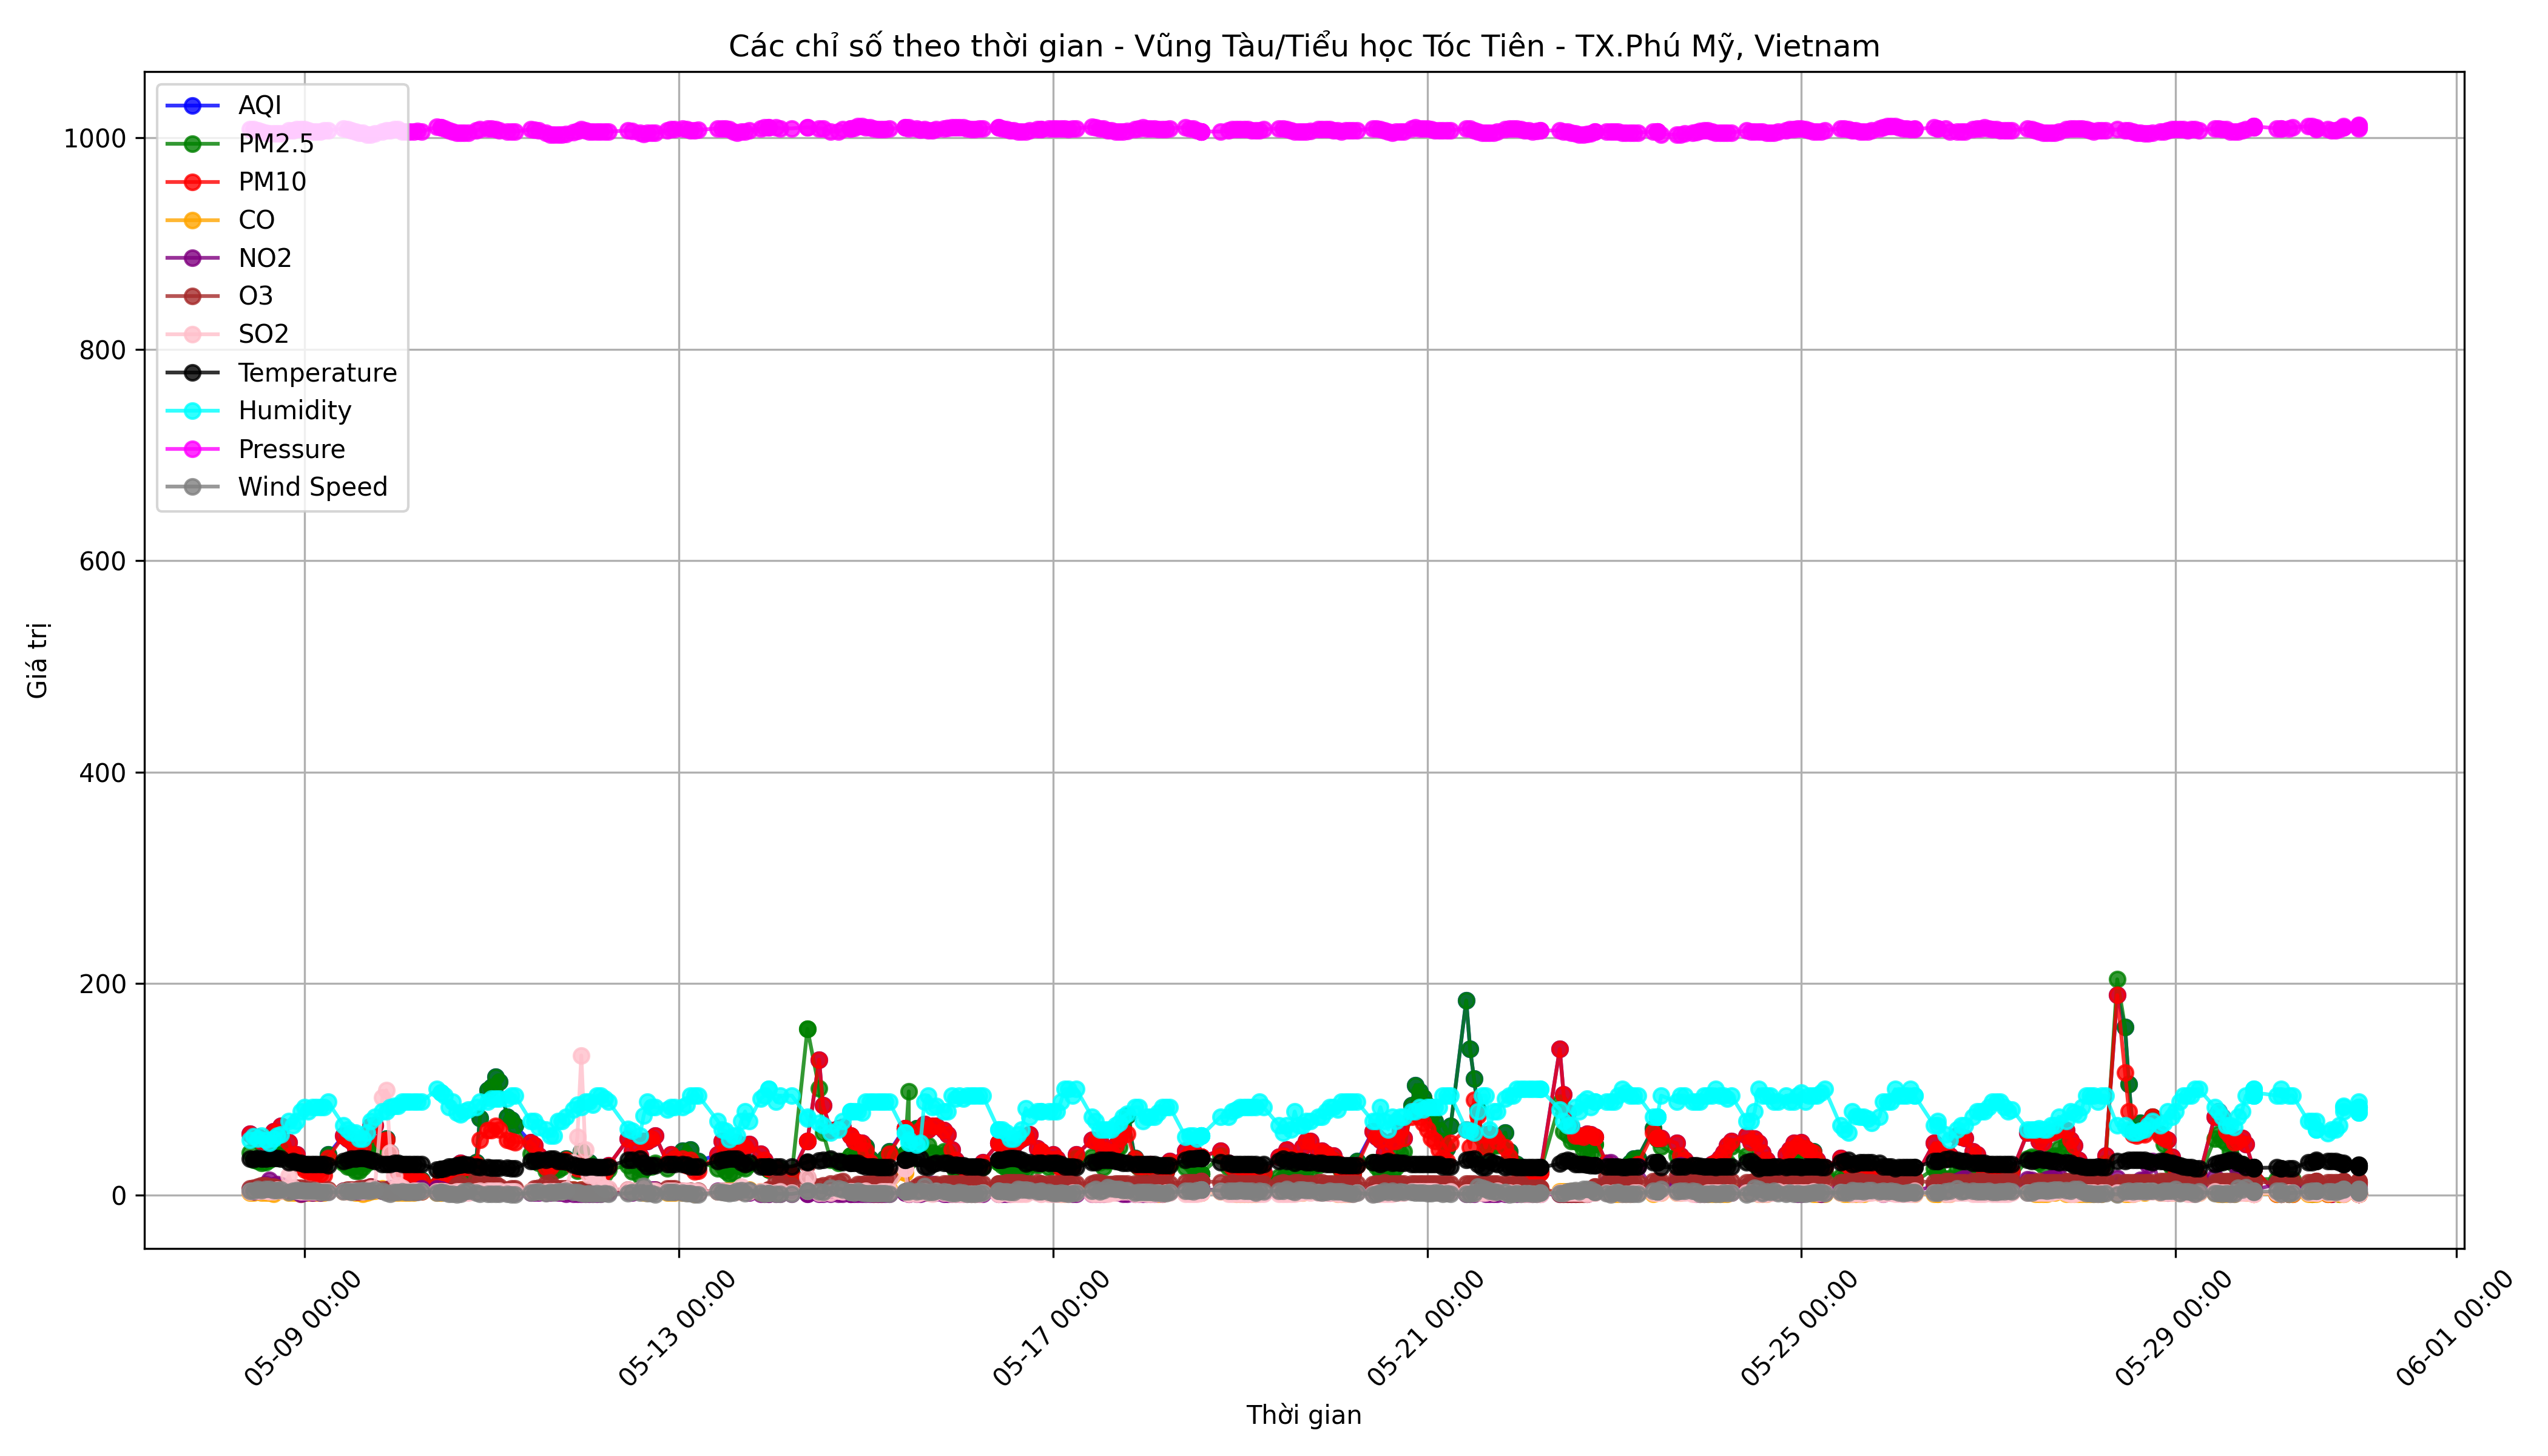 Các chỉ số theo thời gian - Vũng Tàu/Tiểu học Tóc Tiên - TX.Phú Mỹ, Vietnam
AQI
PM2.5
PM10
CO
NO2
O3
SO2
Temperature
Humidity
Pressure
Wind Speed
1000
800
600
400
200
0
Giá trị
05-09 00:00
05-13 00:00
05-17 00:00
05-21 00:00
05-25 00:00
05-29 00:00
06-01 00:00
Thời gian